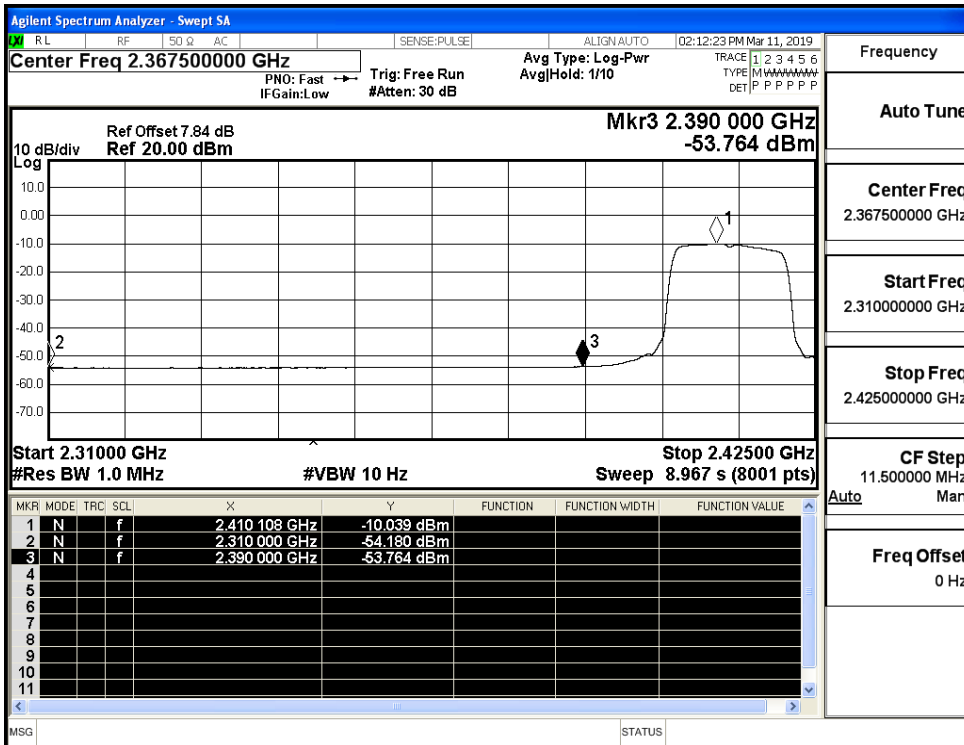 Agilent Spectrum Analyzer - Swept SA
LXI RL RF 50 Ω AC SENSE:PULSE ALIGN AUTO 02:12:23 PM Mar 11, 2019
Center Freq 2.367500000 GHz
PNO: Fast
IFGain:Low
Trig: Free Run
#Atten: 30 dB
Avg Type: Log-Pwr
Avg|Hold: 1/10
TRACE 1 2 3 4 5 6
TYPE M W W W W W
DET P P P P P P
Ref Offset 7.84 dB
10 dB/div Ref 20.00 dBm
Log
Mkr3 2.390 000 GHz
-53.764 dBm
10.0
0.00
-10.0
-20.0
-30.0
-40.0
-50.0
-60.0
-70.0
1
2
3
Start 2.31000 GHz Stop 2.42500 GHz
#Res BW 1.0 MHz #VBW 10 Hz Sweep 8.967 s (8001 pts)
MKR MODE TRC SCL X Y FUNCTION FUNCTION WIDTH FUNCTION VALUE
1 N f 2.410 108 GHz -10.039 dBm
2 N f 2.310 000 GHz -54.180 dBm
3 N f 2.390 000 GHz -53.764 dBm
4
5
6
7
8
9
10
11
MSG STATUS
Frequency
Auto Tune
Center Freq
2.367500000 GHz
Start Freq
2.310000000 GHz
Stop Freq
2.425000000 GHz
CF Step
11.500000 MHz
Auto Man
Freq Offset
0 Hz